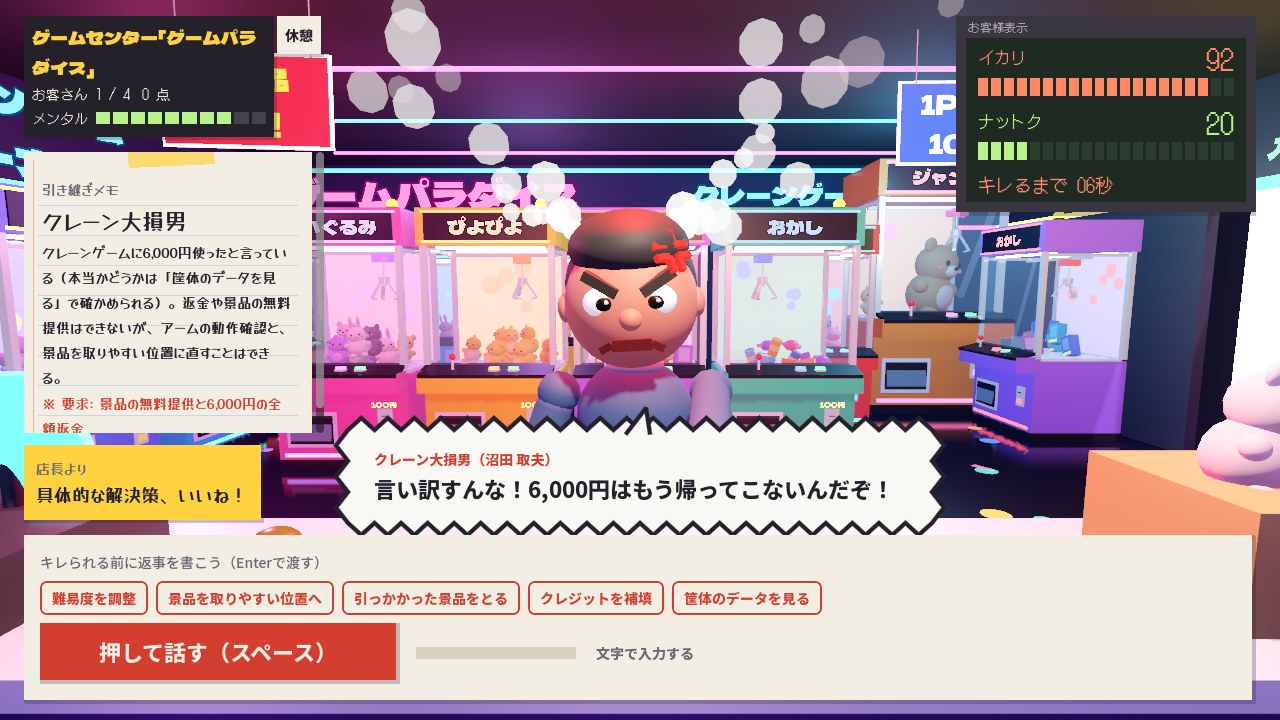 ゲームセンター「ゲームパラ
ダイス」
お客さん 1/4 0点
メンタル
休憩
引き継ぎメモ
クレーン大損男
クレーンゲームに6,000円使ったと言ってい
る（本当かどうかは「筐体のデータを見
る」で確かめられる）。返金や景品の無料
提供はできないが、アームの動作確認と、
景品を取りやすい位置に直すことはでき
る。
※ 要求: 景品の無料提供と6,000円の全
額返金
店長より
具体的な解決策、いいね！
お客様表示
イカリ 92
ナットク 20
キレるまで 06秒
ームパラダイス
クレーンゲー
ぐるみ
ぴよぴよ
おかし
ジャン
おかし
1P
10
100円
100円
クレーン大損男（沼田 取夫）
言い訳すんな！6,000円はもう帰ってこないんだぞ！
キレられる前に返事を書こう（Enterで渡す）
難易度を調整
景品を取りやすい位置へ
引っかかった景品をとる
クレジットを補填
筐体のデータを見る
押して話す（スペース）
文字で入力する